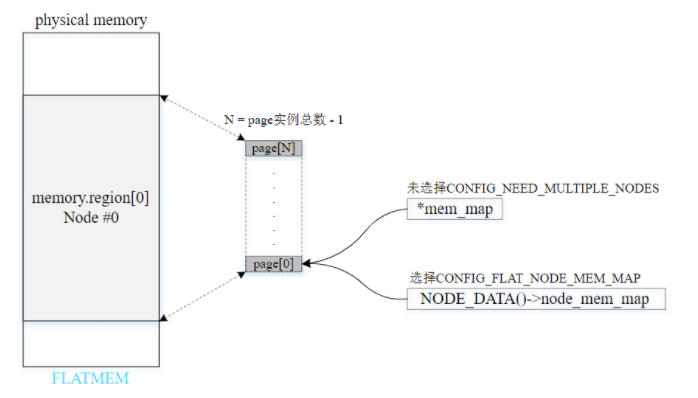 physical memory
N = page实例总数 - 1
page[N]
memory.region[0]
Node #0
未选择CONFIG_NEED_MULTIPLE_NODES
*mem_map
page[0]
选择CONFIG_FLAT_NODE_MEM_MAP
NODE_DATA()->node_mem_map
FLATMEM